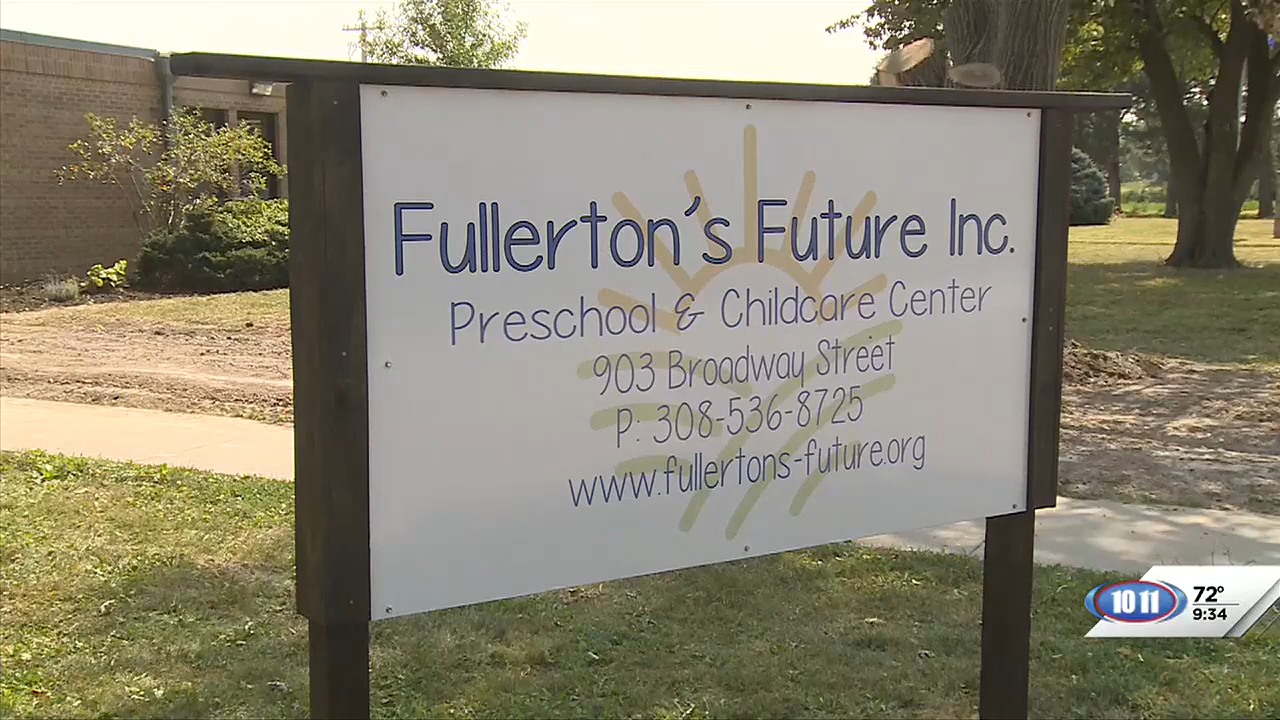 Fullerton's Future Inc.
Preschool & Childcare Center
903 Broadway Street
P: 308-536-8725
www.fullertons-future.org
10 11
72°
9:34